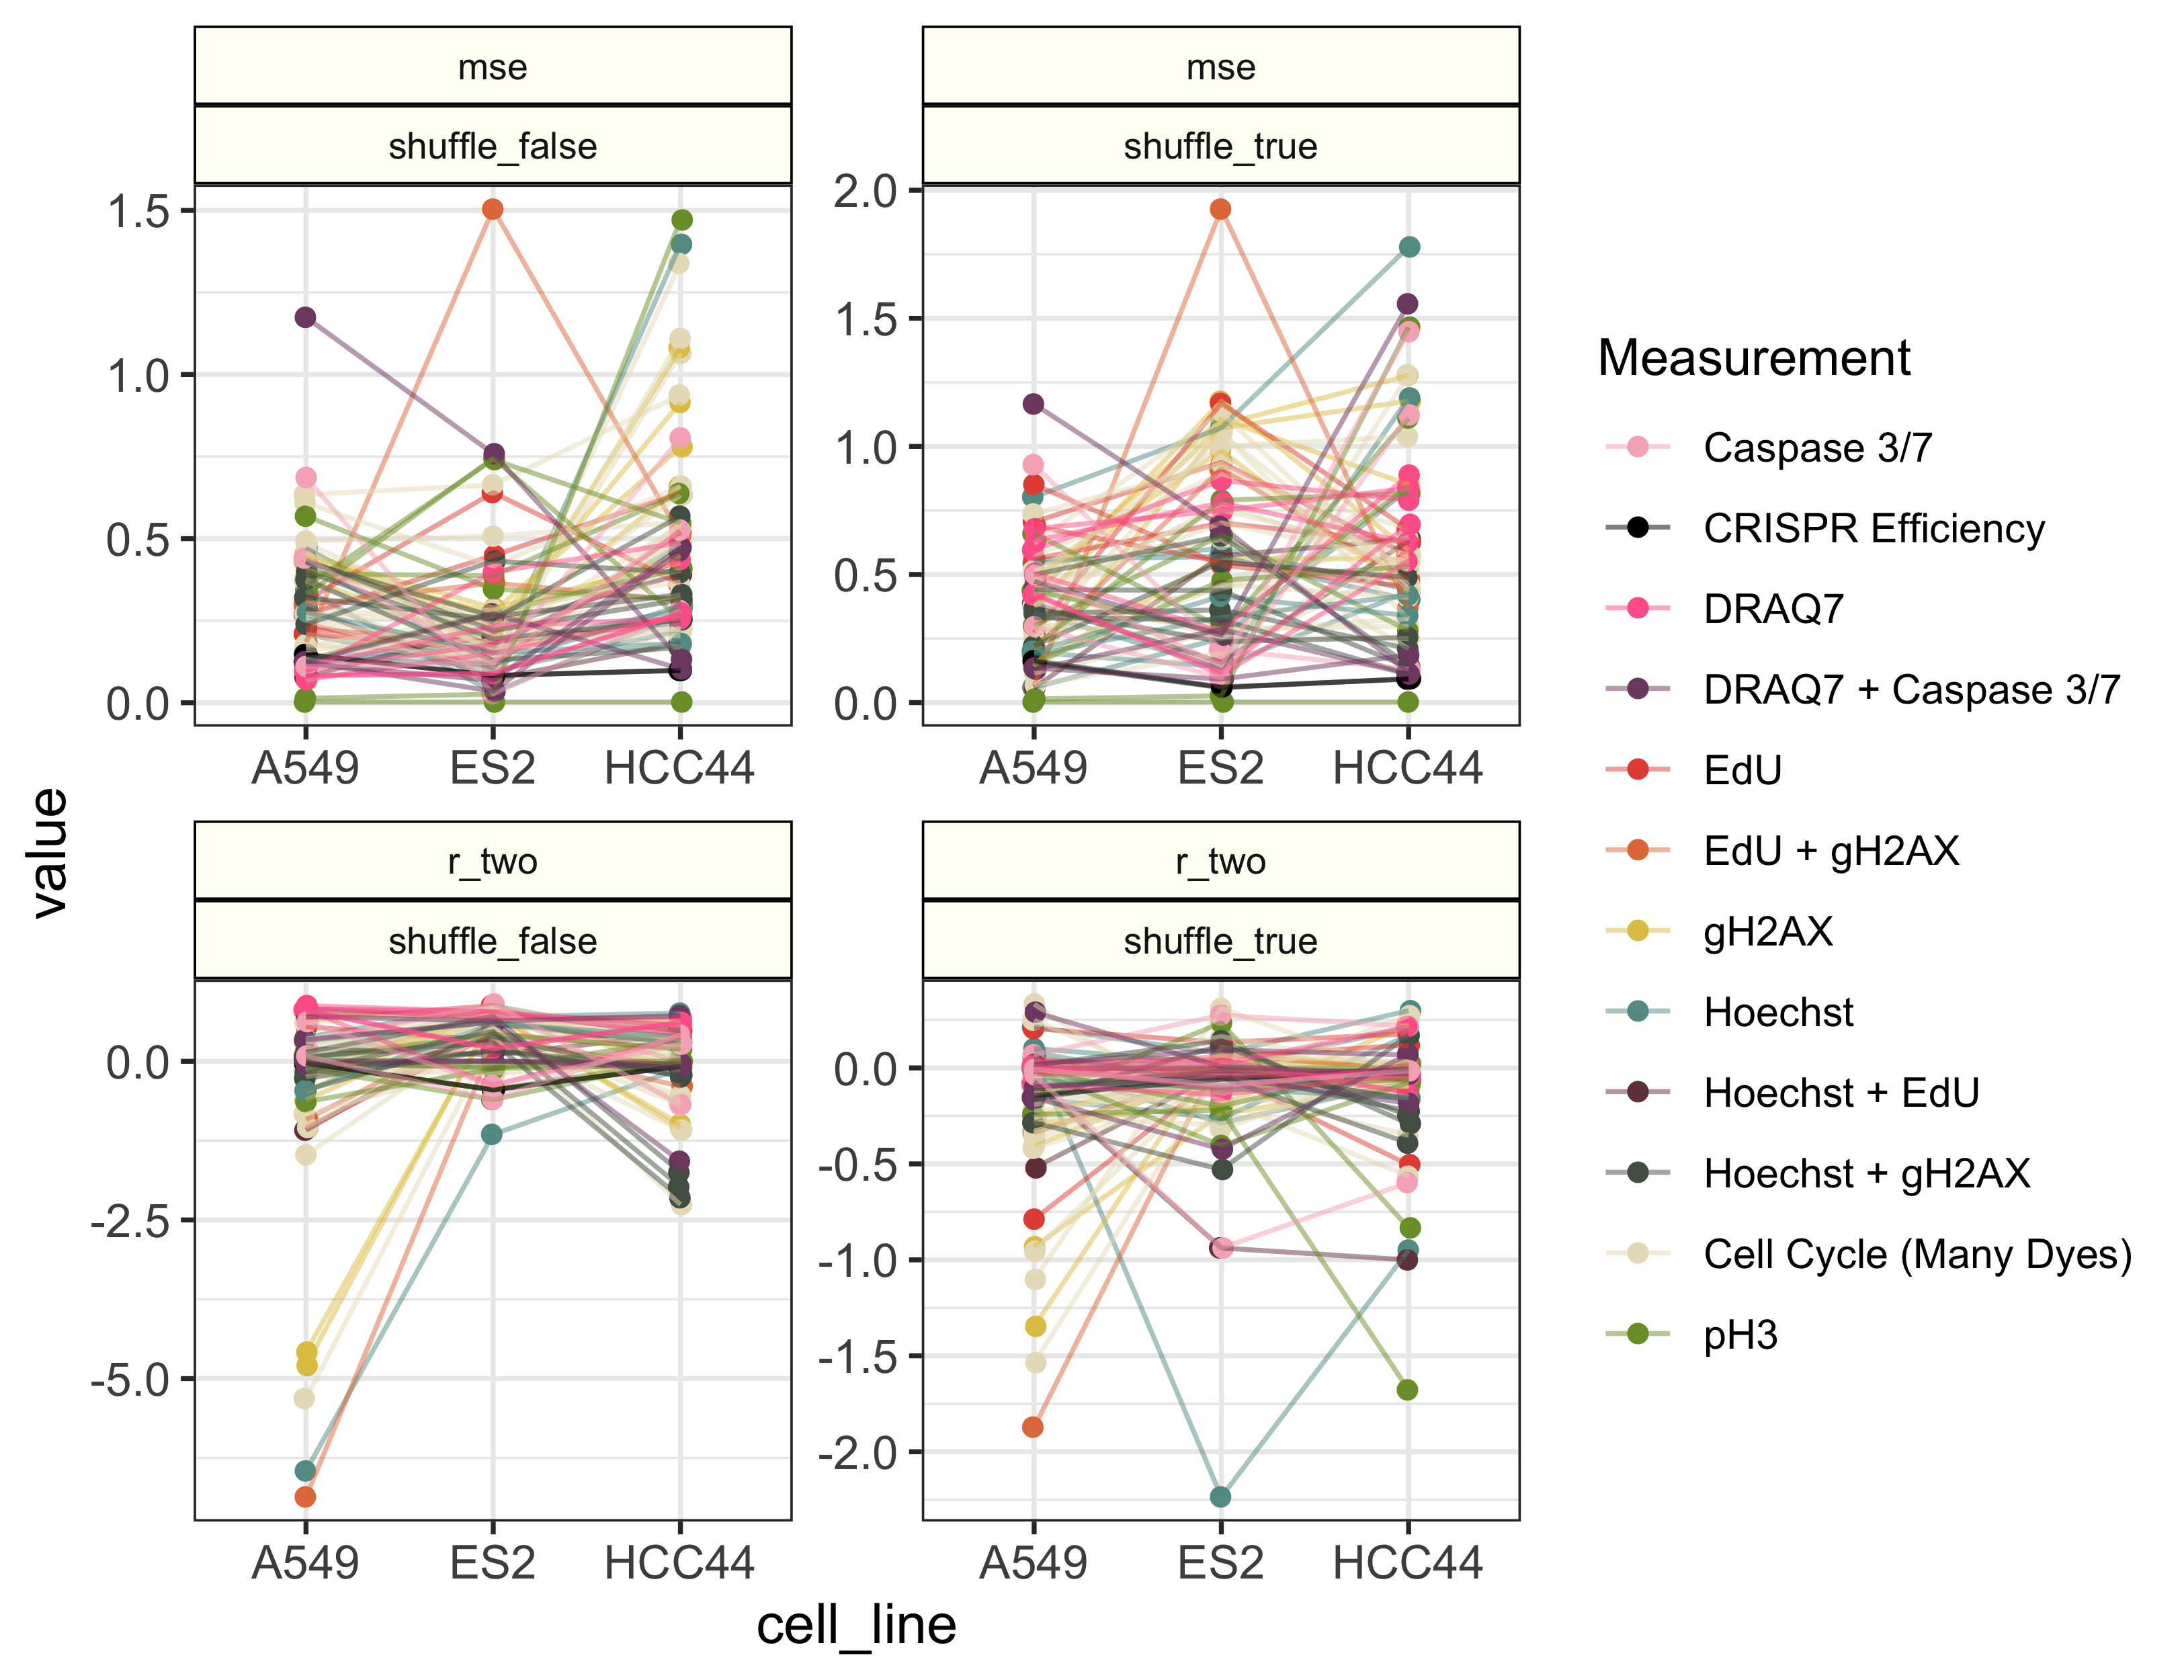 mse
shuffle_false
1.5
1.0
0.5
0.0
A549 ES2 HCC44
mse
shuffle_true
2.0
1.5
1.0
0.5
0.0
A549 ES2 HCC44
r_two
shuffle_false
0.0
-2.5
-5.0
A549 ES2 HCC44
r_two
shuffle_true
0.0
-0.5
-1.0
-1.5
-2.0
A549 ES2 HCC44
value
cell_line
Measurement
Caspase 3/7
CRISPR Efficiency
DRAQ7
DRAQ7 + Caspase 3/7
EdU
EdU + gH2AX
gH2AX
Hoechst
Hoechst + EdU
Hoechst + gH2AX
Cell Cycle (Many Dyes)
pH3